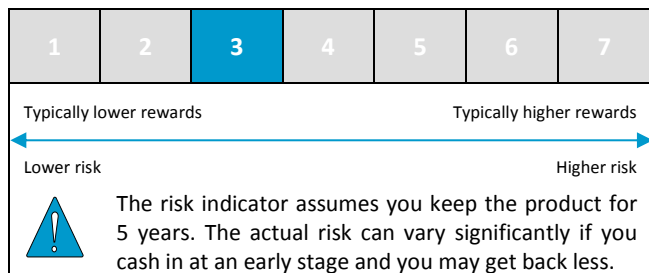 1 2 3 4 5 6 7
Typically lower rewards Typically higher rewards
Lower risk Higher risk
The risk indicator assumes you keep the product for
5 years. The actual risk can vary significantly if you
cash in at an early stage and you may get back less.